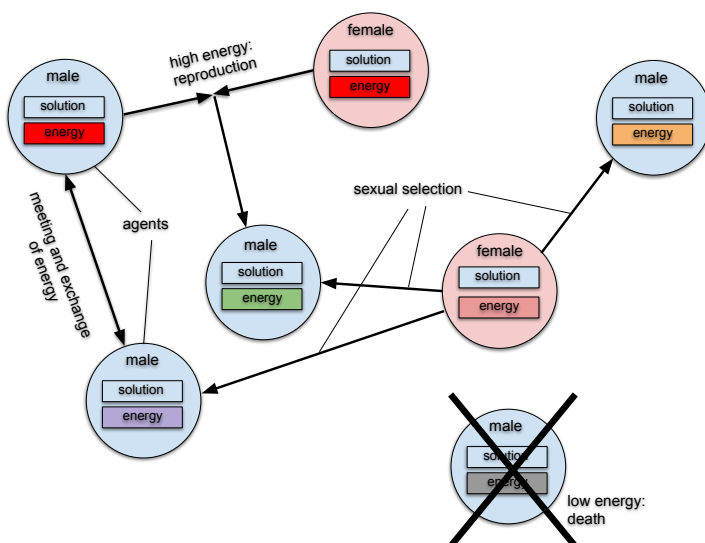 female
solution
energy
high energy:
reproduction
male
solution
energy
male
solution
energy
sexual selection
meeting and exchange
of energy
agents
male
solution
energy
female
solution
energy
male
solution
energy
male
solution
energy
low energy:
death